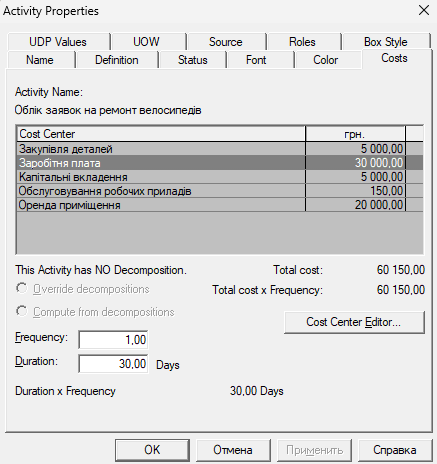 Activity Properties
UDP Values UOW Source Roles Box Style
Name Definition Status Font Color Costs
Activity Name:
Облік заявок на ремонт велосипедів
Cost Center грн.
Закупівля деталей 5 000,00
Заробітня плата 30 000,00
Капітальні вкладення 5 000,00
Обслуговування робочих приладів 150,00
Оренда приміщення 20 000,00
This Activity has NO Decomposition. Total cost: 60 150,00
Override decompositions Total cost x Frequency: 60 150,00
Compute from decompositions
Cost Center Editor...
Frequency: 1,00
Duration: 30,00 Days
Duration x Frequency 30,00 Days
OK Отмена Применить Справка